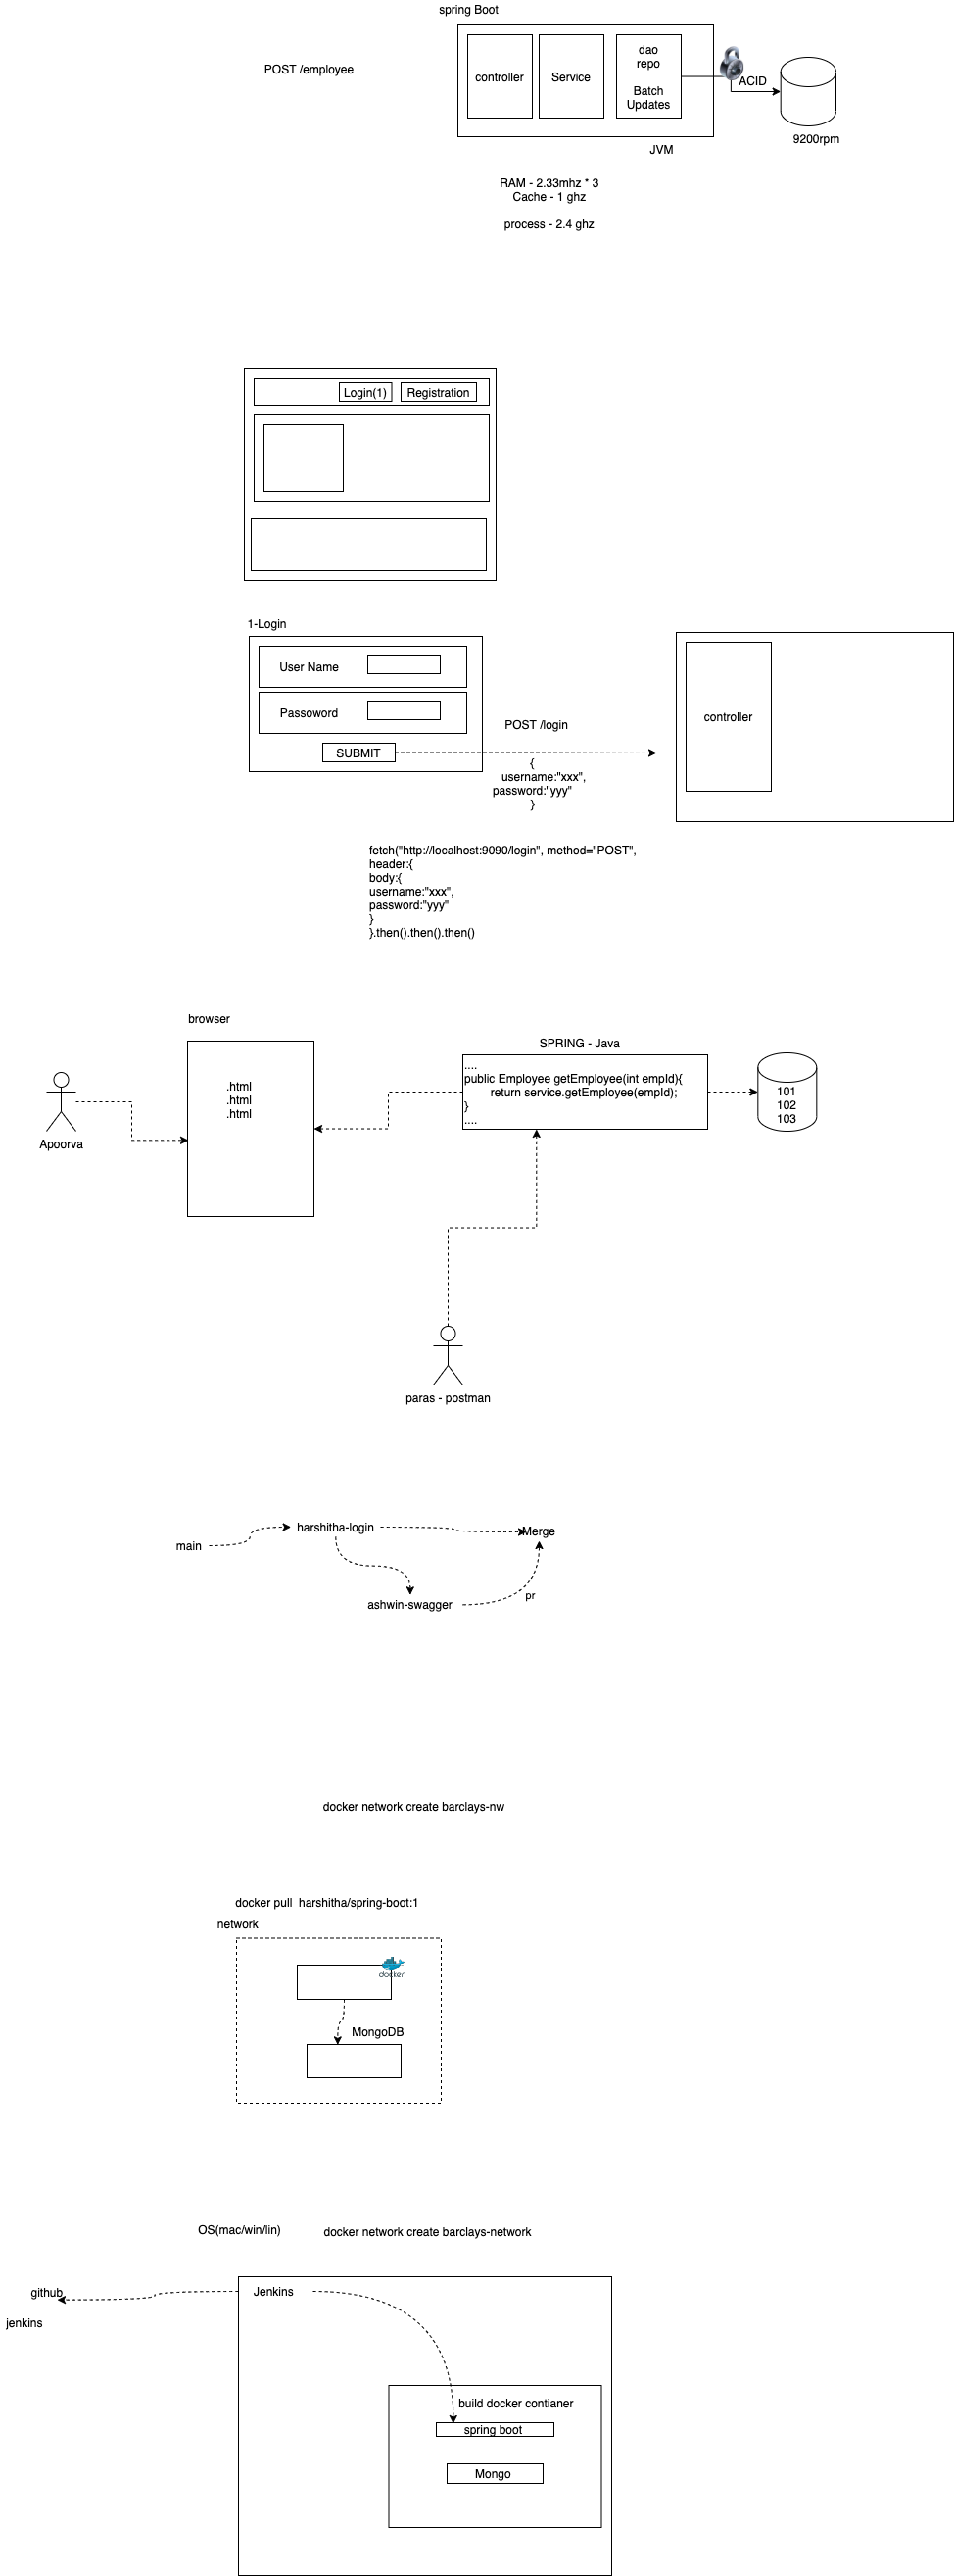 spring Boot
POST /employee
controller
Service
dao
repo
Batch
Updates
ACID
9200rpm
JVM
RAM - 2.33mhz * 3
Cache - 1 ghz
process - 2.4 ghz
Login(1)
Registration
1-Login
User Name
Passoword
SUBMIT
POST /login
{
username:"xxx",
password:"yyy"
}
controller
fetch("http://localhost:9090/login", method="POST",
header:{
body:{
username:"xxx",
password:"yyy"
}
}.then().then().then()
browser
.html
.html
.html
Apoorva
SPRING - Java
....
public Employee getEmployee(int empId){
return service.getEmployee(empId);
}
....
101
102
103
paras - postman
main
harshitha-login
Merge
ashwin-swagger
pr
docker network create barclays-nw
docker pull  harshitha/spring-boot:1
network
docker
MongoDB
OS(mac/win/lin)
docker network create barclays-network
github
jenkins
Jenkins
build docker contianer
spring boot
Mongo